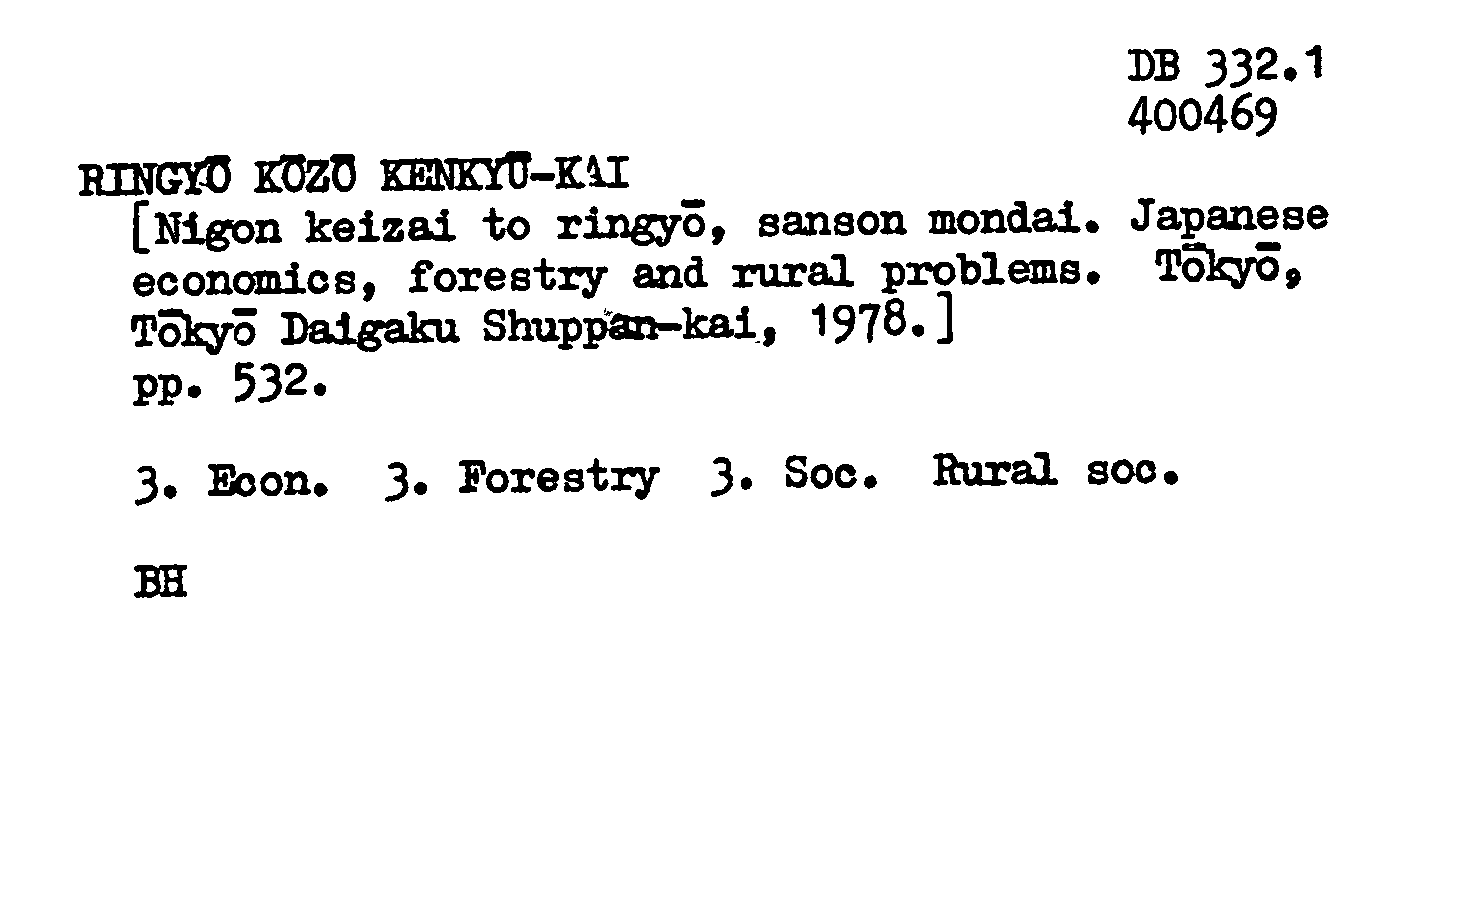 DB 332.1
400469
RINGYŌ KŌZŌ KENKYŪ-KAI
[Nigon keizai to ringyō, sanson mondai. Japanese
economics, forestry and rural problems. Tōkyō,
Tōkyō Daigaku Shuppan-kai, 1978.]
pp. 532.
3. Econ. 3. Forestry 3. Soc. Rural soc.
BH